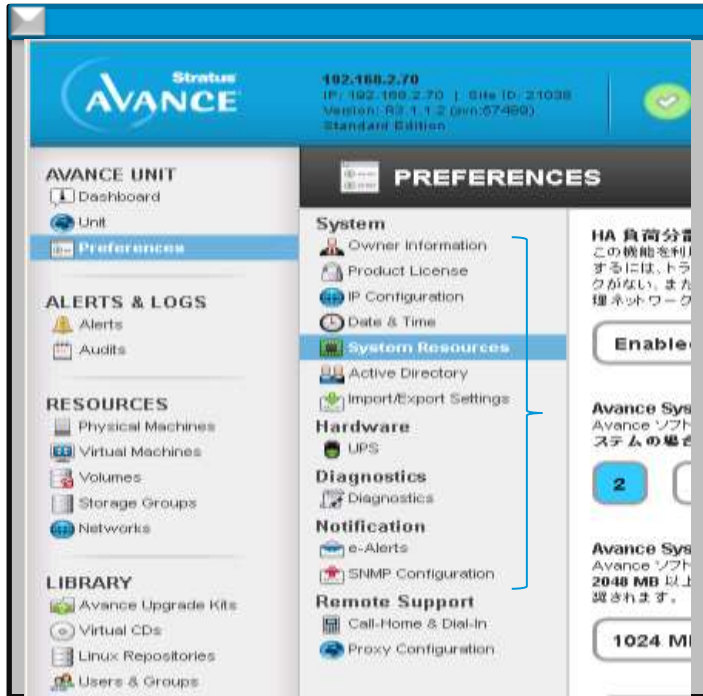 Stratus
AVANCE
192.168.2.70
IP: 192.168.2.70 | Site ID: 21038
Version: R3.1.1.2 (svn:57489)
Standard Edition
AVANCE UNIT
Dashboard
Unit
Preferences
ALERTS & LOGS
Alerts
Audits
RESOURCES
Physical Machines
Virtual Machines
Volumes
Storage Groups
Networks
LIBRARY
Avance Upgrade Kits
Virtual CDs
Linux Repositories
Users & Groups
PREFERENCES
System
Owner Information
Product License
IP Configuration
Date & Time
System Resources
Active Directory
Import/Export Settings
Hardware
UPS
Diagnostics
Diagnostics
Notification
e-Alerts
SNMP Configuration
Remote Support
Call-Home & Dial-In
Proxy Configuration
HA 負荷分散
この機能を利用
するには、トラ
クがない、また
理ネットワーク
Enable
Avance Sys
Avance ソフト
ステムの場合
2
Avance Sys
Avance ソフト
2048 MB 以上
奨されます。
1024 M